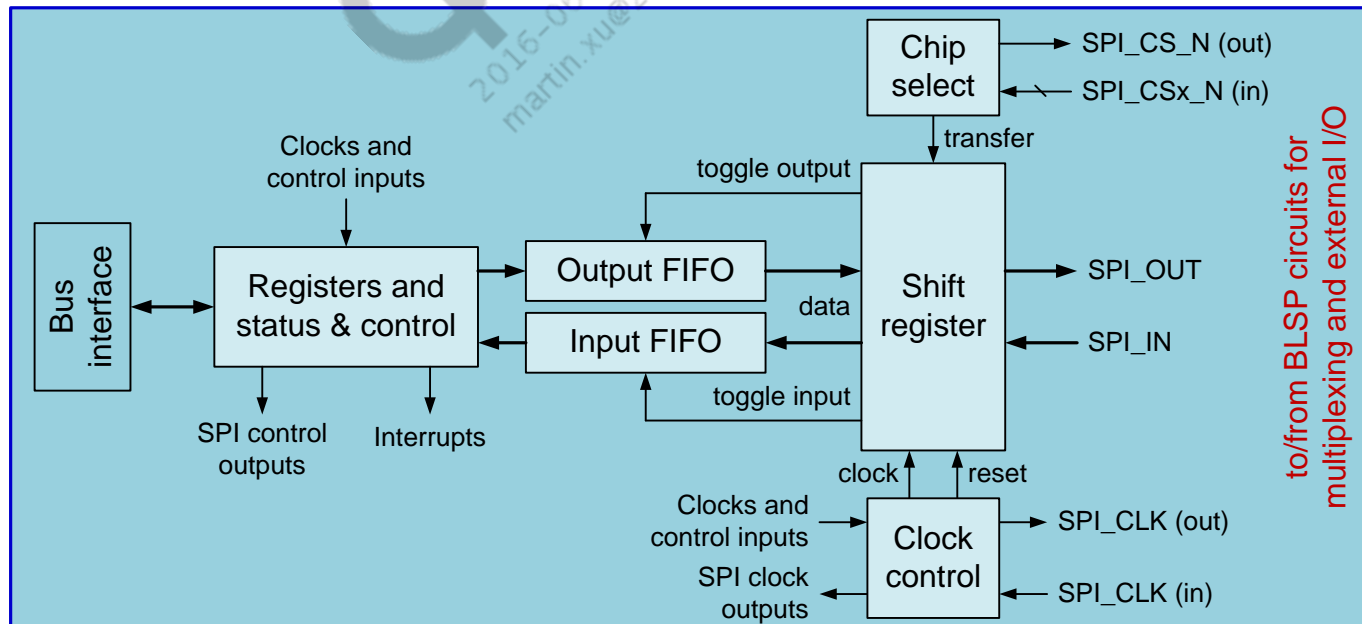 2016-06
martin.xu@
Chip
select
SPI_CS_N (out)
SPI_CSx_N (in)
transfer
Clocks and
control inputs
toggle output
Bus
interface
Registers and
status & control
Output FIFO
data
Input FIFO
Shift
register
SPI_OUT
SPI_IN
toggle input
SPI control
outputs
Interrupts
clock
reset
Clocks and
control inputs
SPI clock
outputs
Clock
control
SPI_CLK (out)
SPI_CLK (in)
to/from BLSP circuits for
multiplexing and external I/O